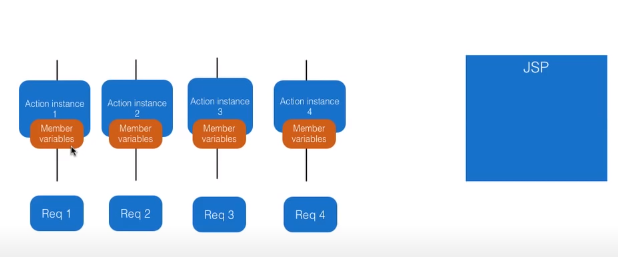 JSP
Action instance
1
Member
variables
Action instance
2
Member
variables
Action instance
3
Member
variables
Action instance
4
Member
variables
Req 1
Req 2
Req 3
Req 4